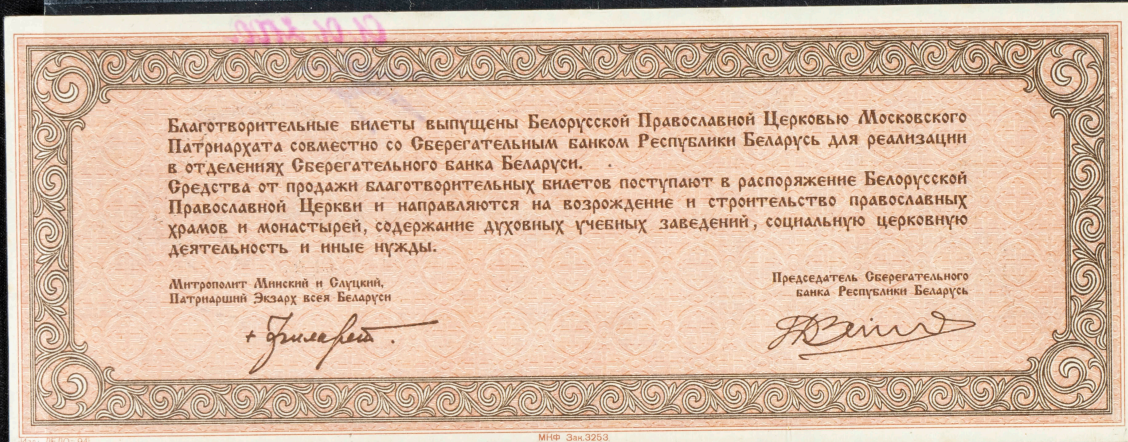 Благотворительные билеты выпущены Белорусской Православной Церковью Московского
Патриархата совместно со Сберегательным банком Республики Беларусь для реализации
в отделениях Сберегательного банка Беларуси.
Средства от продажи благотворительных билетов поступают в распоряжение Белорусской
Православной Церкви и направляются на возрождение и строительство православных
храмов и монастырей, содержание духовных учебных заведений, социальную церковную
деятельность и иные нужды.
Митрополит Минский и Слуцкий,
Патриарший Экзарх всея Беларуси
+ Филарет.
Председатель Сберегательного
банка Республики Беларусь
МНФ Зак.3253